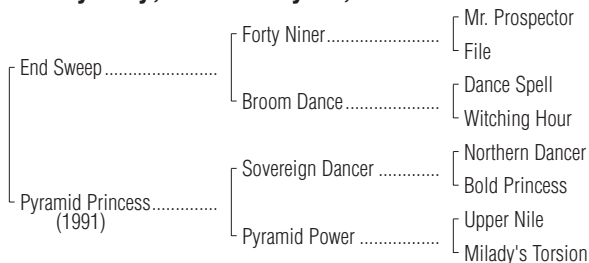 Mr. Prospector
Forty Niner
File
End Sweep
Dance Spell
Broom Dance
Witching Hour
Northern Dancer
Sovereign Dancer
Bold Princess
Pyramid Princess
(1991)
Upper Nile
Pyramid Power
Milady's Torsion